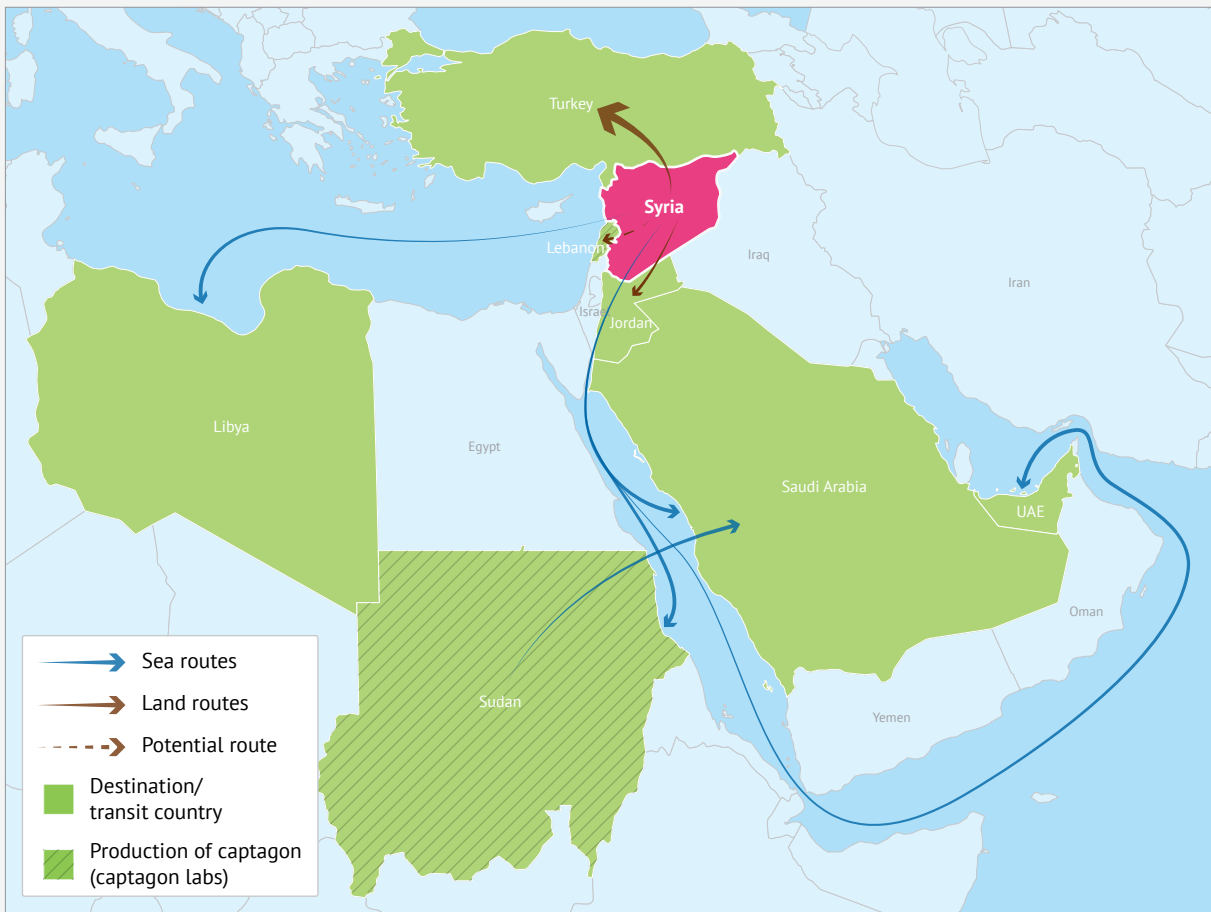 Turkey
Syria
Lebanon
Iraq
Iran
Israel
Jordan
Libya
Egypt
Saudi Arabia
UAE
Oman
Sudan
Yemen
Sea routes
Land routes
Potential route
Destination/
transit country
Production of captagon
(captagon labs)